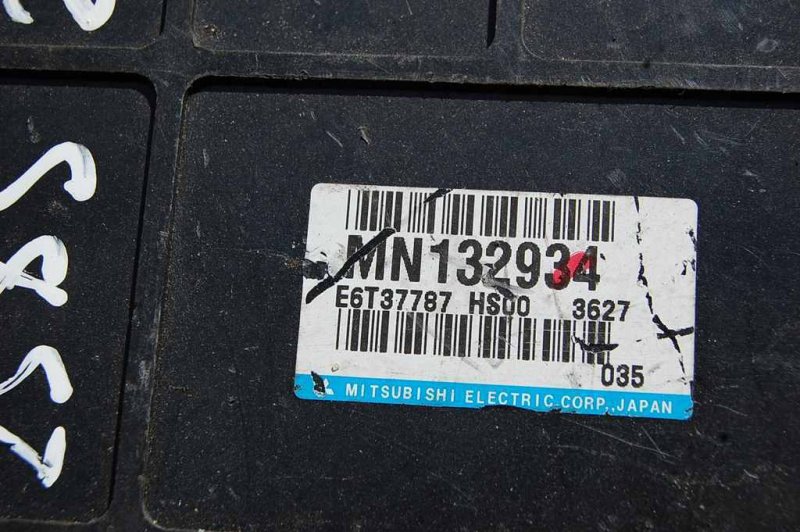 MN132934
E6T37787 HS00 3627
035
MITSUBISHI ELECTRIC CORP., JAPAN